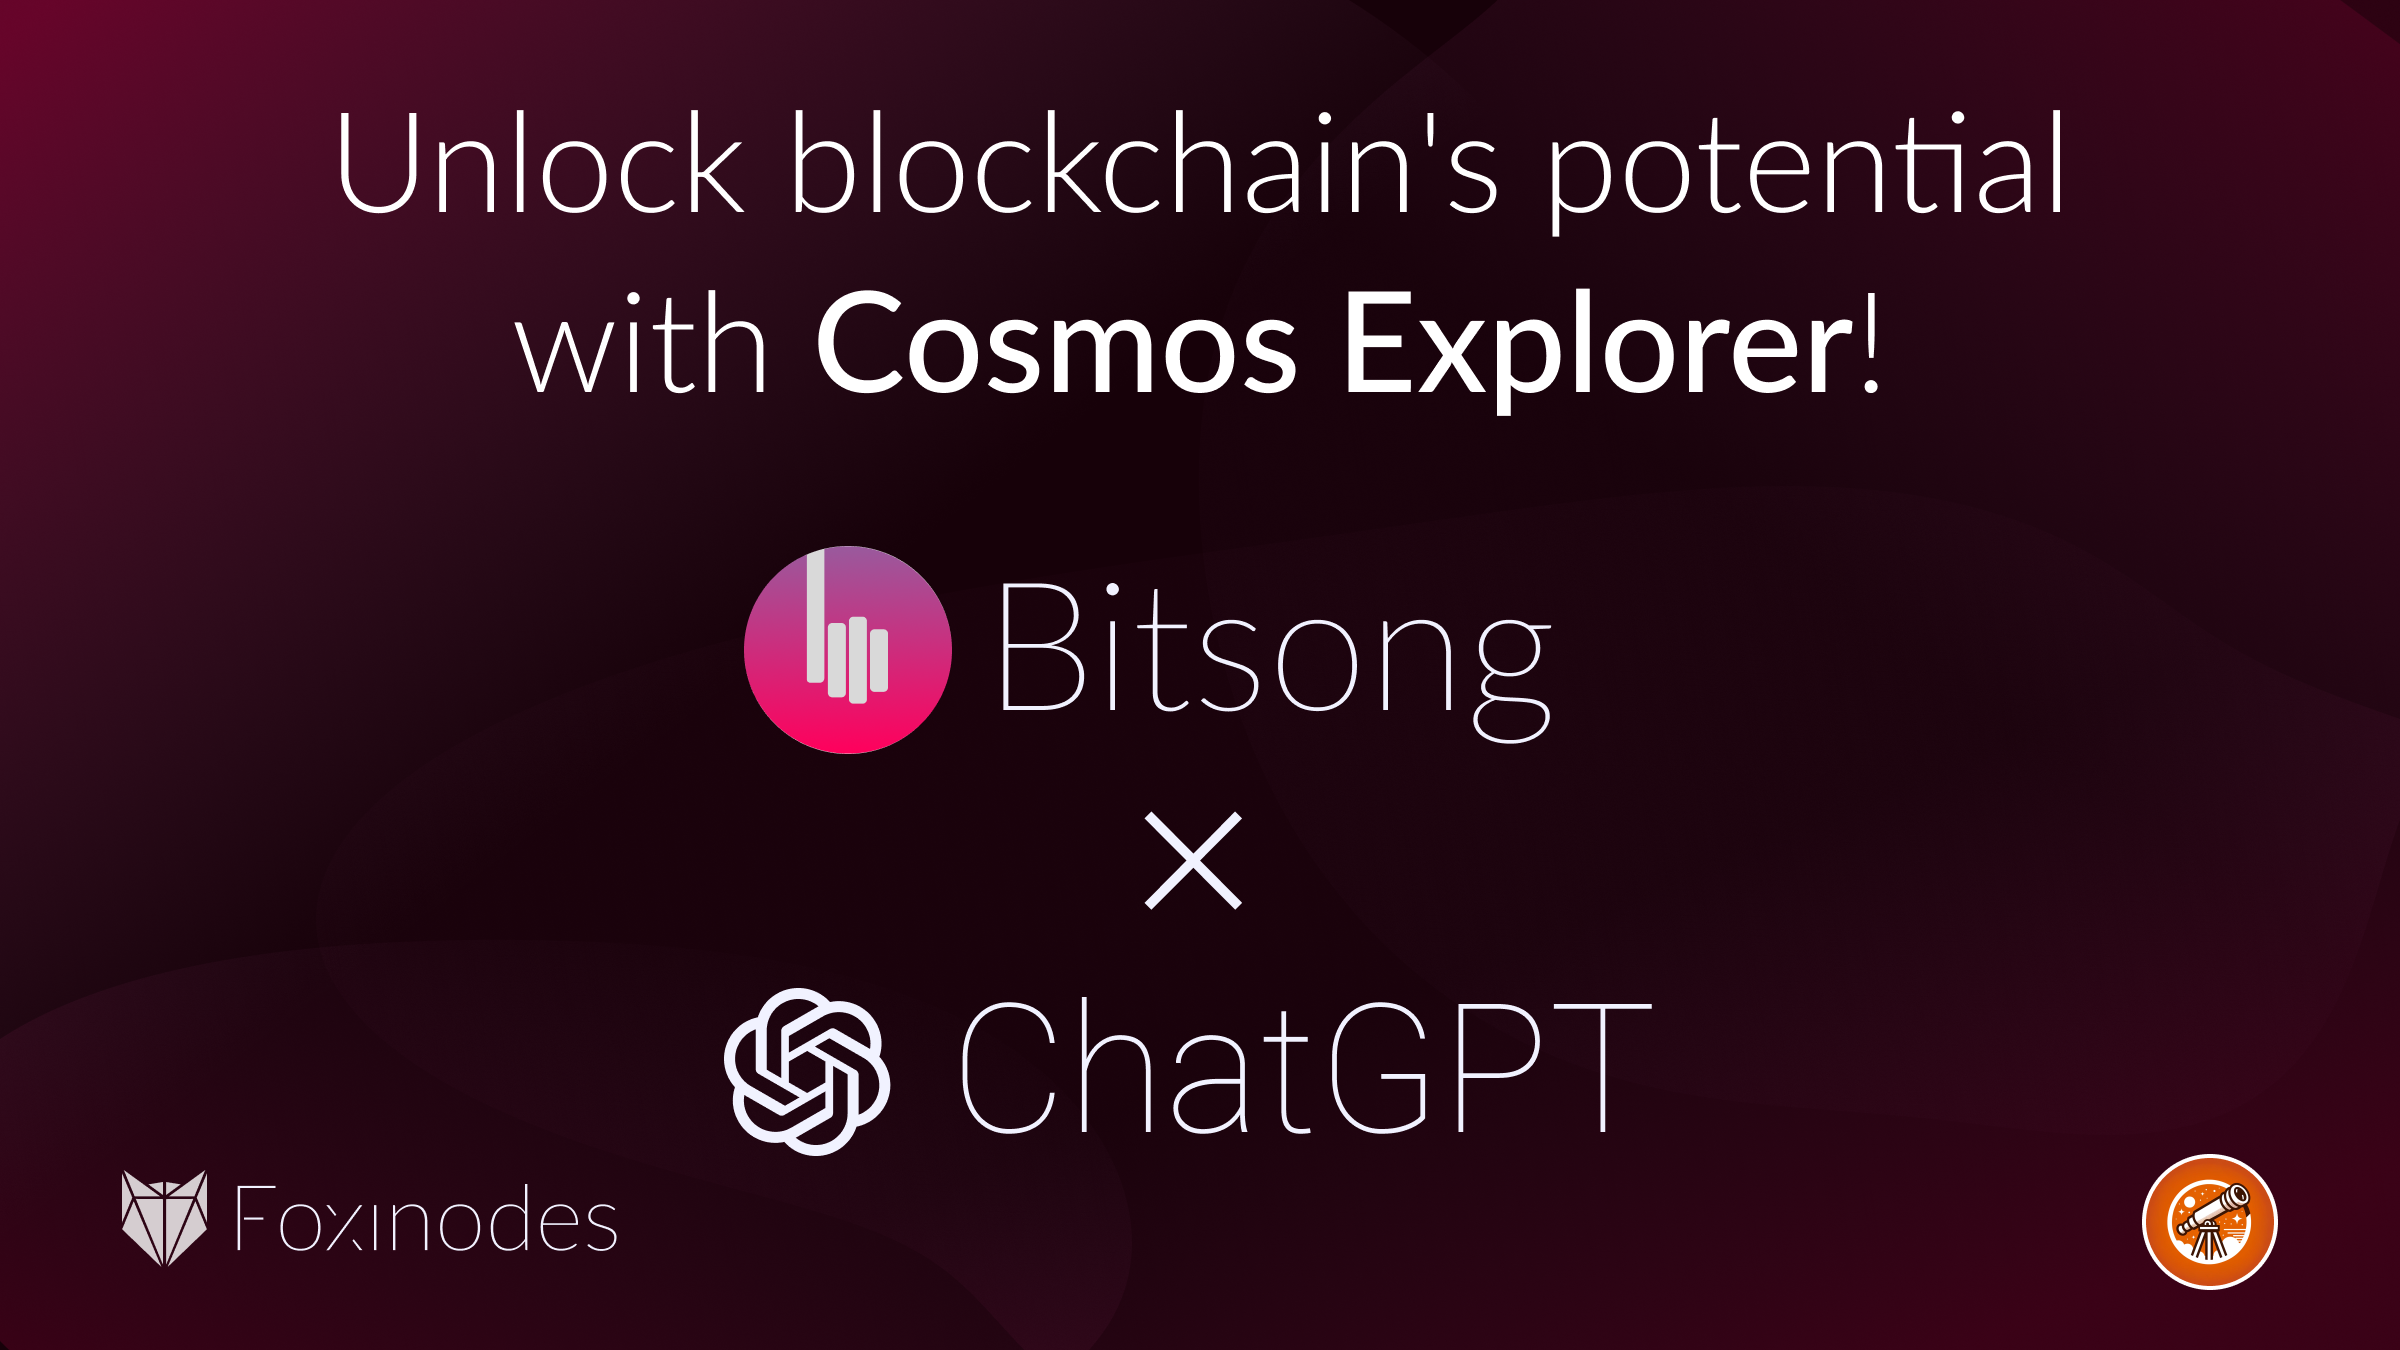 Unlock blockchain's potential
with Cosmos Explorer!
Bitsong
×
ChatGPT
Foxinodes